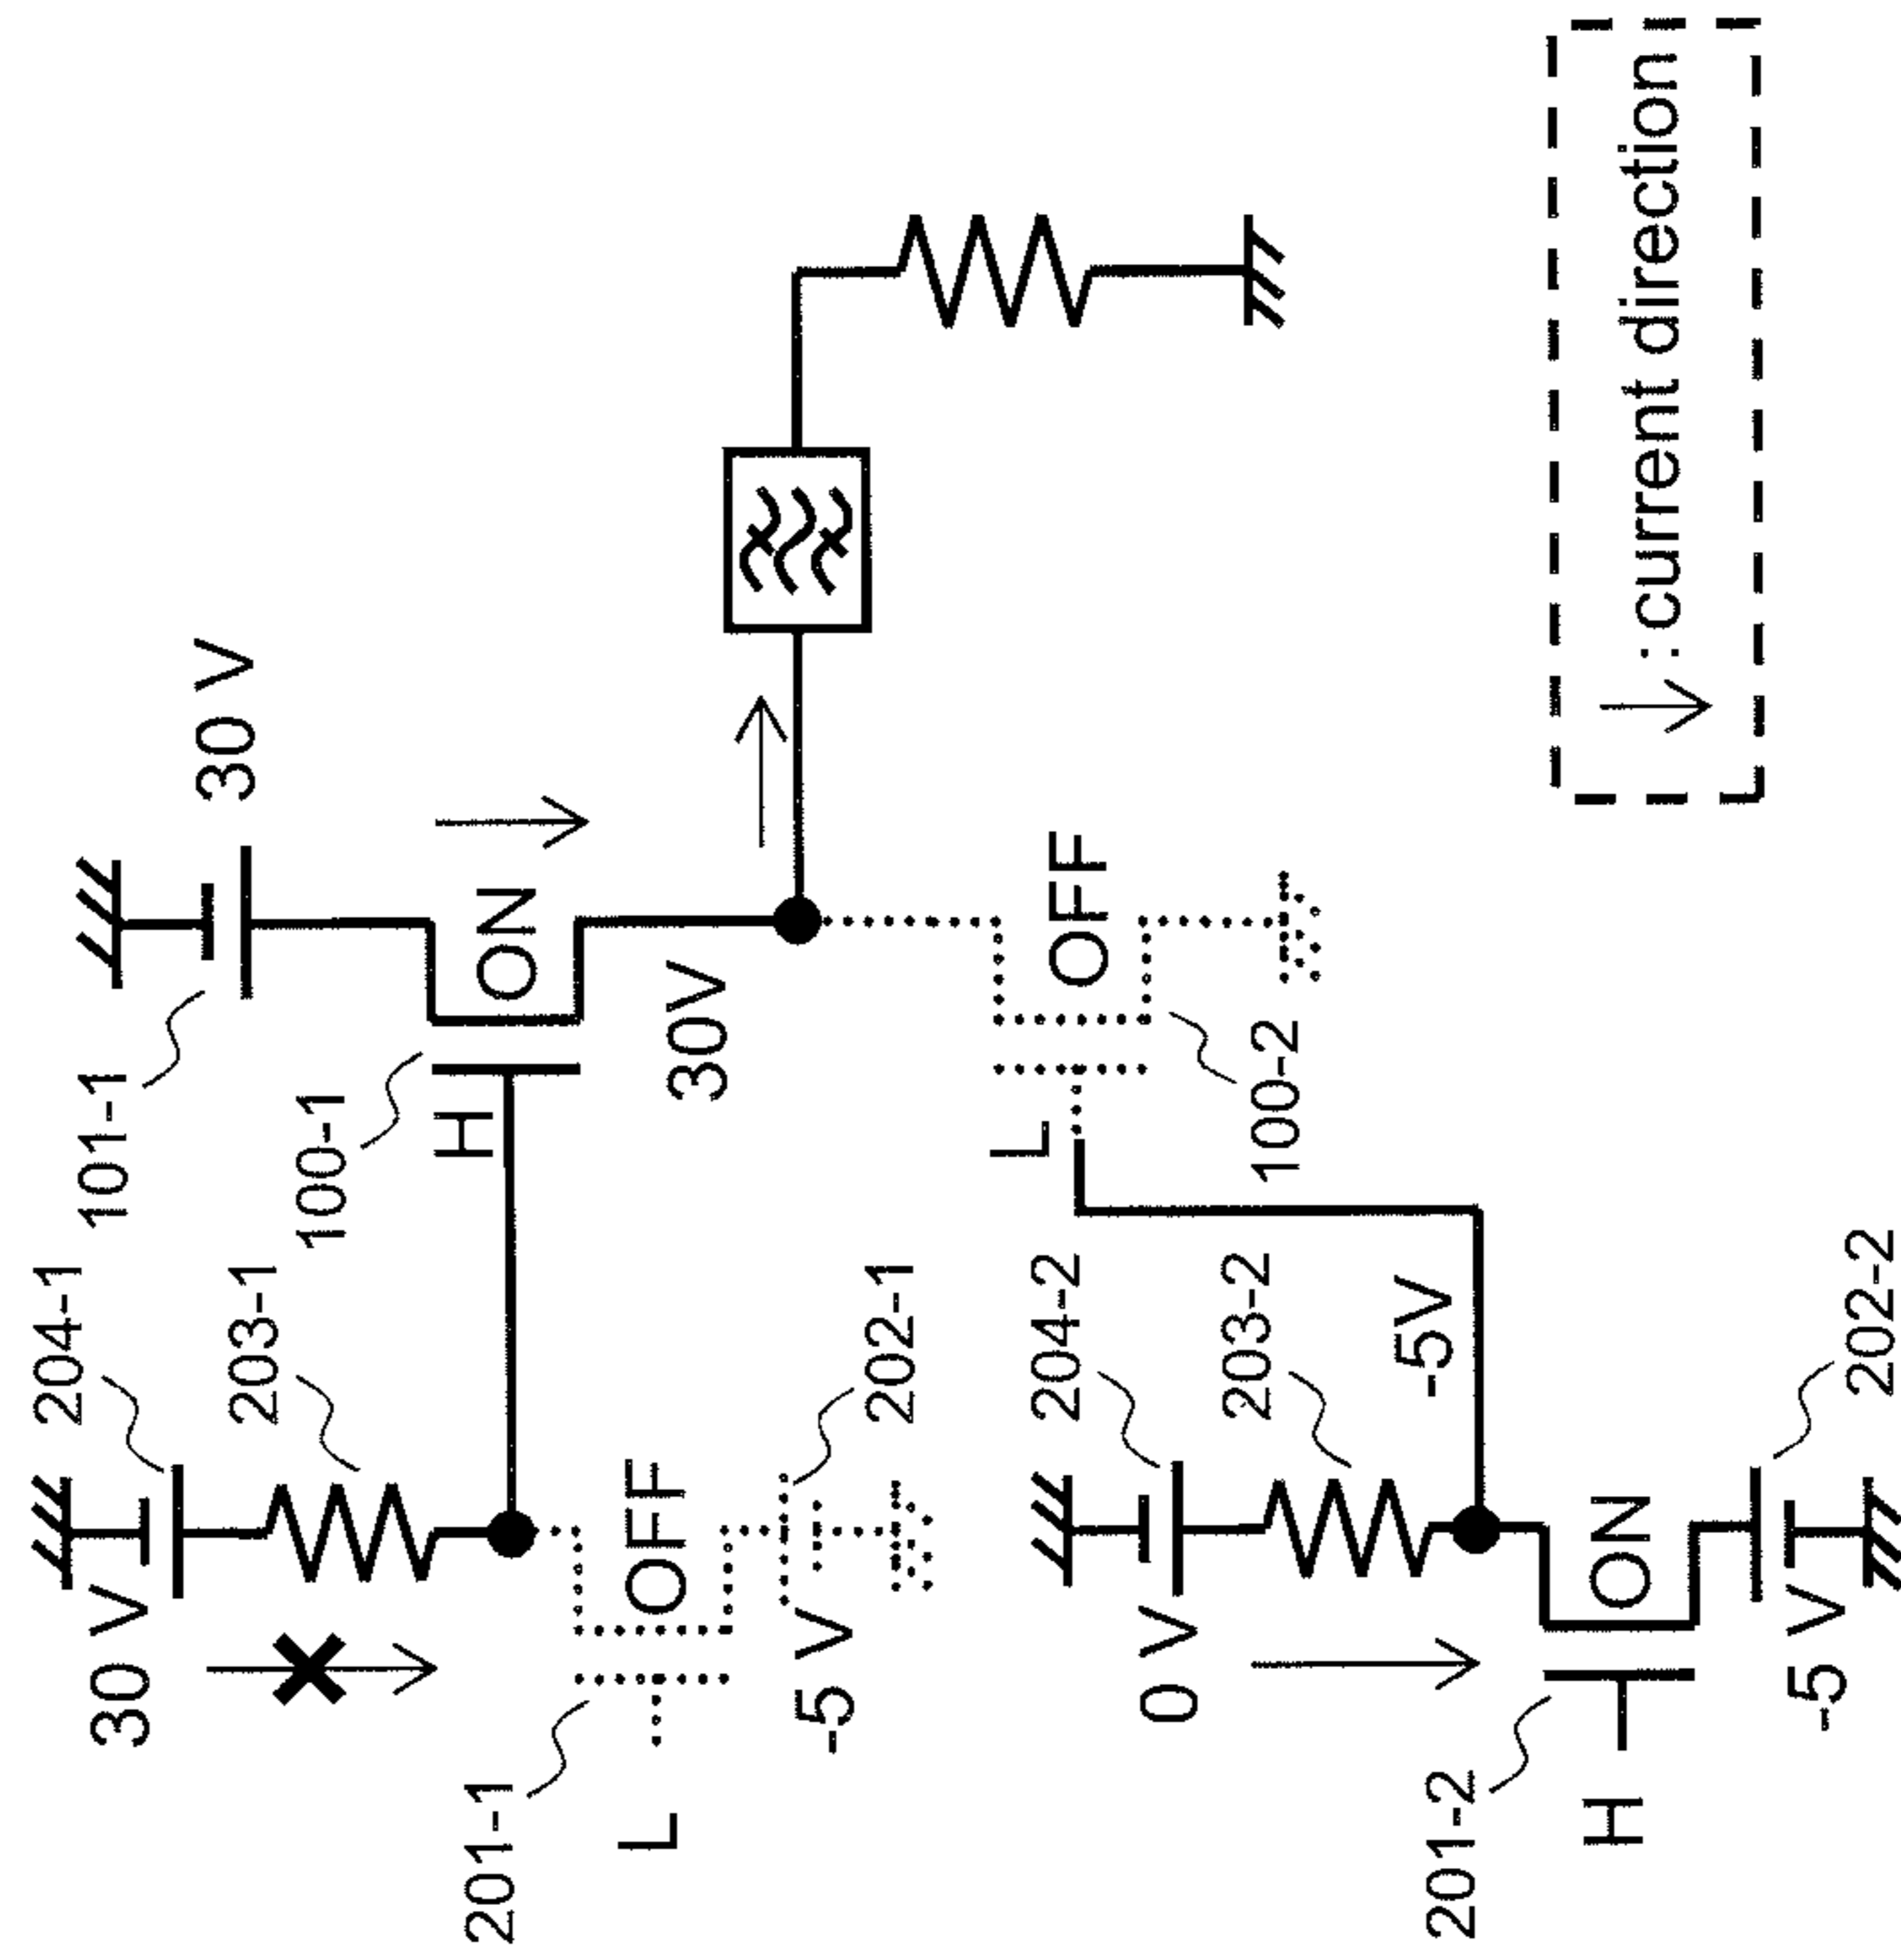 204-1
30 V
203-1
101-1
30 V
100-1
H
ON
201-1
L
OFF
-5 V
202-1
30V
204-2
0 V
203-2
L
OFF
100-2
-5V
201-2
H
ON
-5 V
202-2
:current direction